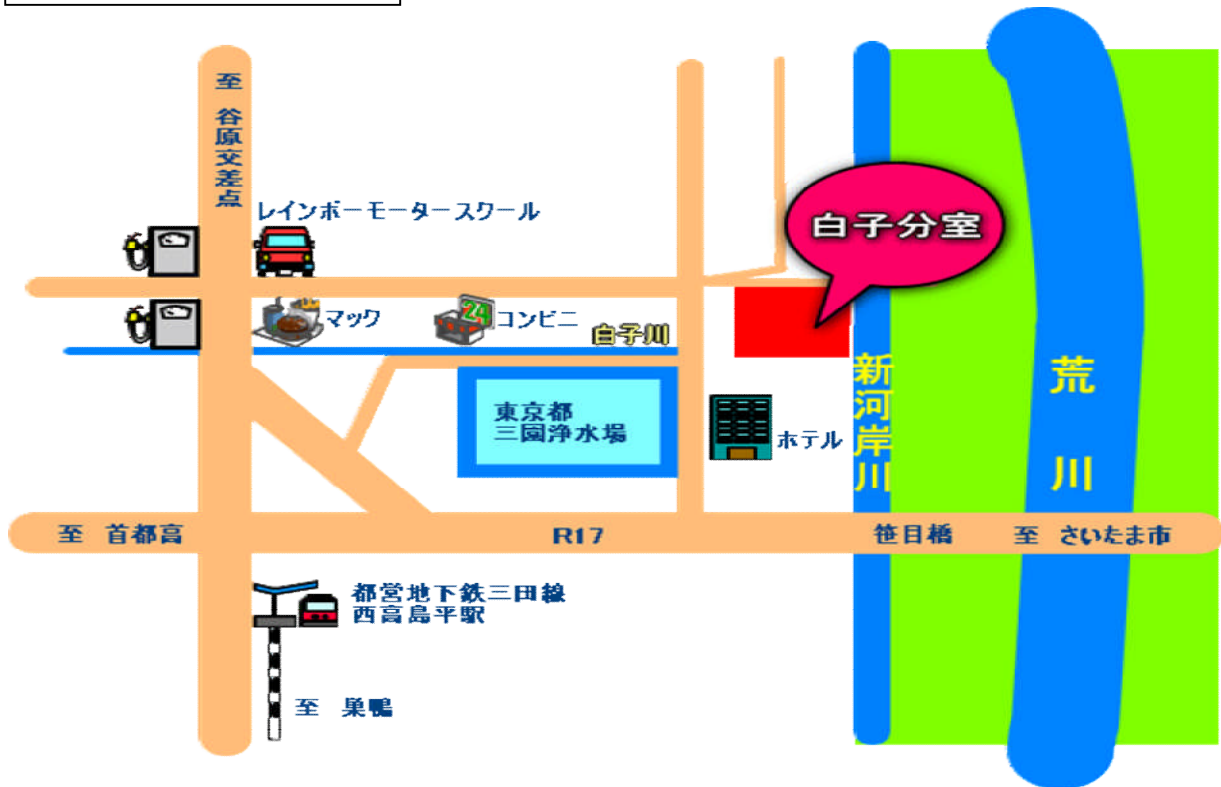 至 谷原交差点
レインボーモータースクール
白子分室
マック
24
コンビニ
白子川
新河岸川
荒川
東京都
三園浄水場
ホテル
至 首都高
R17
笹目橋
至 さいたま市
都営地下鉄三田線
西高島平駅
至 巣鴨